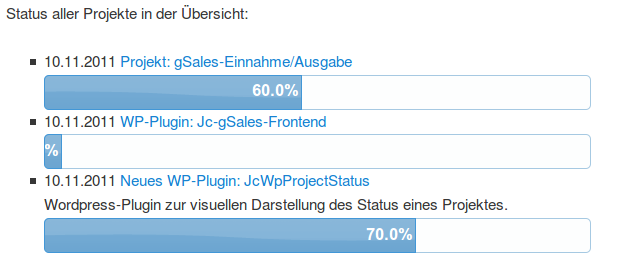 Status aller Projekte in der Übersicht:
10.11.2011 Projekt: gSales-Einnahme/Ausgabe
60.0%
10.11.2011 WP-Plugin: Jc-gSales-Frontend
%
10.11.2011 Neues WP-Plugin: JcWpProjectStatus
Wordpress-Plugin zur visuellen Darstellung des Status eines Projektes.
70.0%